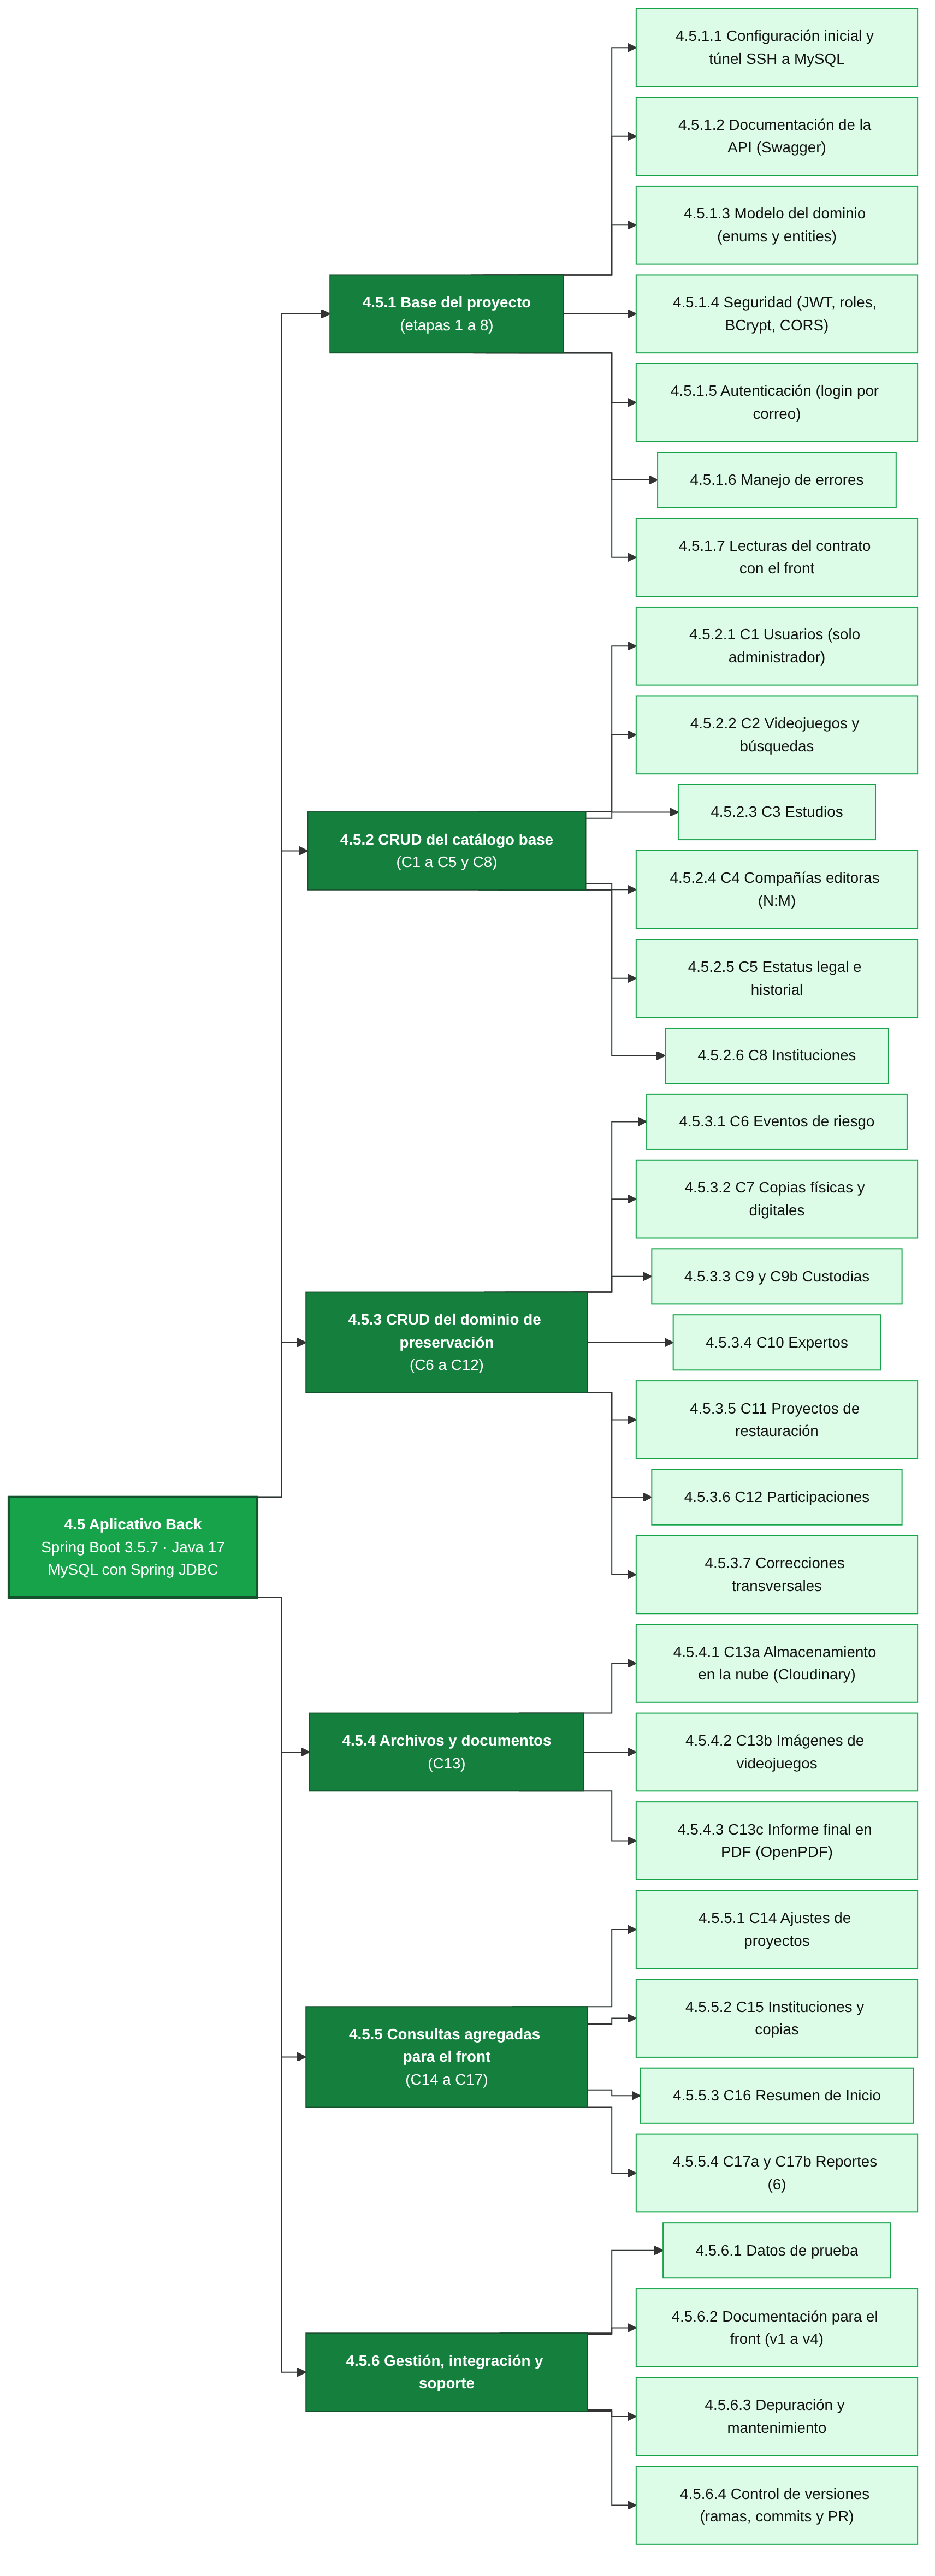 4.5 Aplicativo Back
Spring Boot 3.5.7 · Java 17
MySQL con Spring JDBC
4.5.1 Base del proyecto
(etapas 1 a 8)
4.5.1.1 Configuración inicial y
túnel SSH a MySQL
4.5.1.2 Documentación de la
API (Swagger)
4.5.1.3 Modelo del dominio
(enums y entities)
4.5.1.4 Seguridad (JWT, roles,
BCrypt, CORS)
4.5.1.5 Autenticación (login por
correo)
4.5.1.6 Manejo de errores
4.5.1.7 Lecturas del contrato
con el front
4.5.2 CRUD del catálogo base
(C1 a C5 y C8)
4.5.2.1 C1 Usuarios (solo
administrador)
4.5.2.2 C2 Videojuegos y
búsquedas
4.5.2.3 C3 Estudios
4.5.2.4 C4 Compañías editoras
(N:M)
4.5.2.5 C5 Estatus legal e
historial
4.5.2.6 C8 Instituciones
4.5.3 CRUD del dominio de
preservación
(C6 a C12)
4.5.3.1 C6 Eventos de riesgo
4.5.3.2 C7 Copias físicas y
digitales
4.5.3.3 C9 y C9b Custodias
4.5.3.4 C10 Expertos
4.5.3.5 C11 Proyectos de
restauración
4.5.3.6 C12 Participaciones
4.5.3.7 Correcciones
transversales
4.5.4 Archivos y documentos
(C13)
4.5.4.1 C13a Almacenamiento
en la nube (Cloudinary)
4.5.4.2 C13b Imágenes de
videojuegos
4.5.4.3 C13c Informe final en
PDF (OpenPDF)
4.5.5 Consultas agregadas
para el front
(C14 a C17)
4.5.5.1 C14 Ajustes de
proyectos
4.5.5.2 C15 Instituciones y
copias
4.5.5.3 C16 Resumen de Inicio
4.5.5.4 C17a y C17b Reportes
(6)
4.5.6 Gestión, integración y
soporte
4.5.6.1 Datos de prueba
4.5.6.2 Documentación para el
front (v1 a v4)
4.5.6.3 Depuración y
mantenimiento
4.5.6.4 Control de versiones
(ramas, commits y PR)